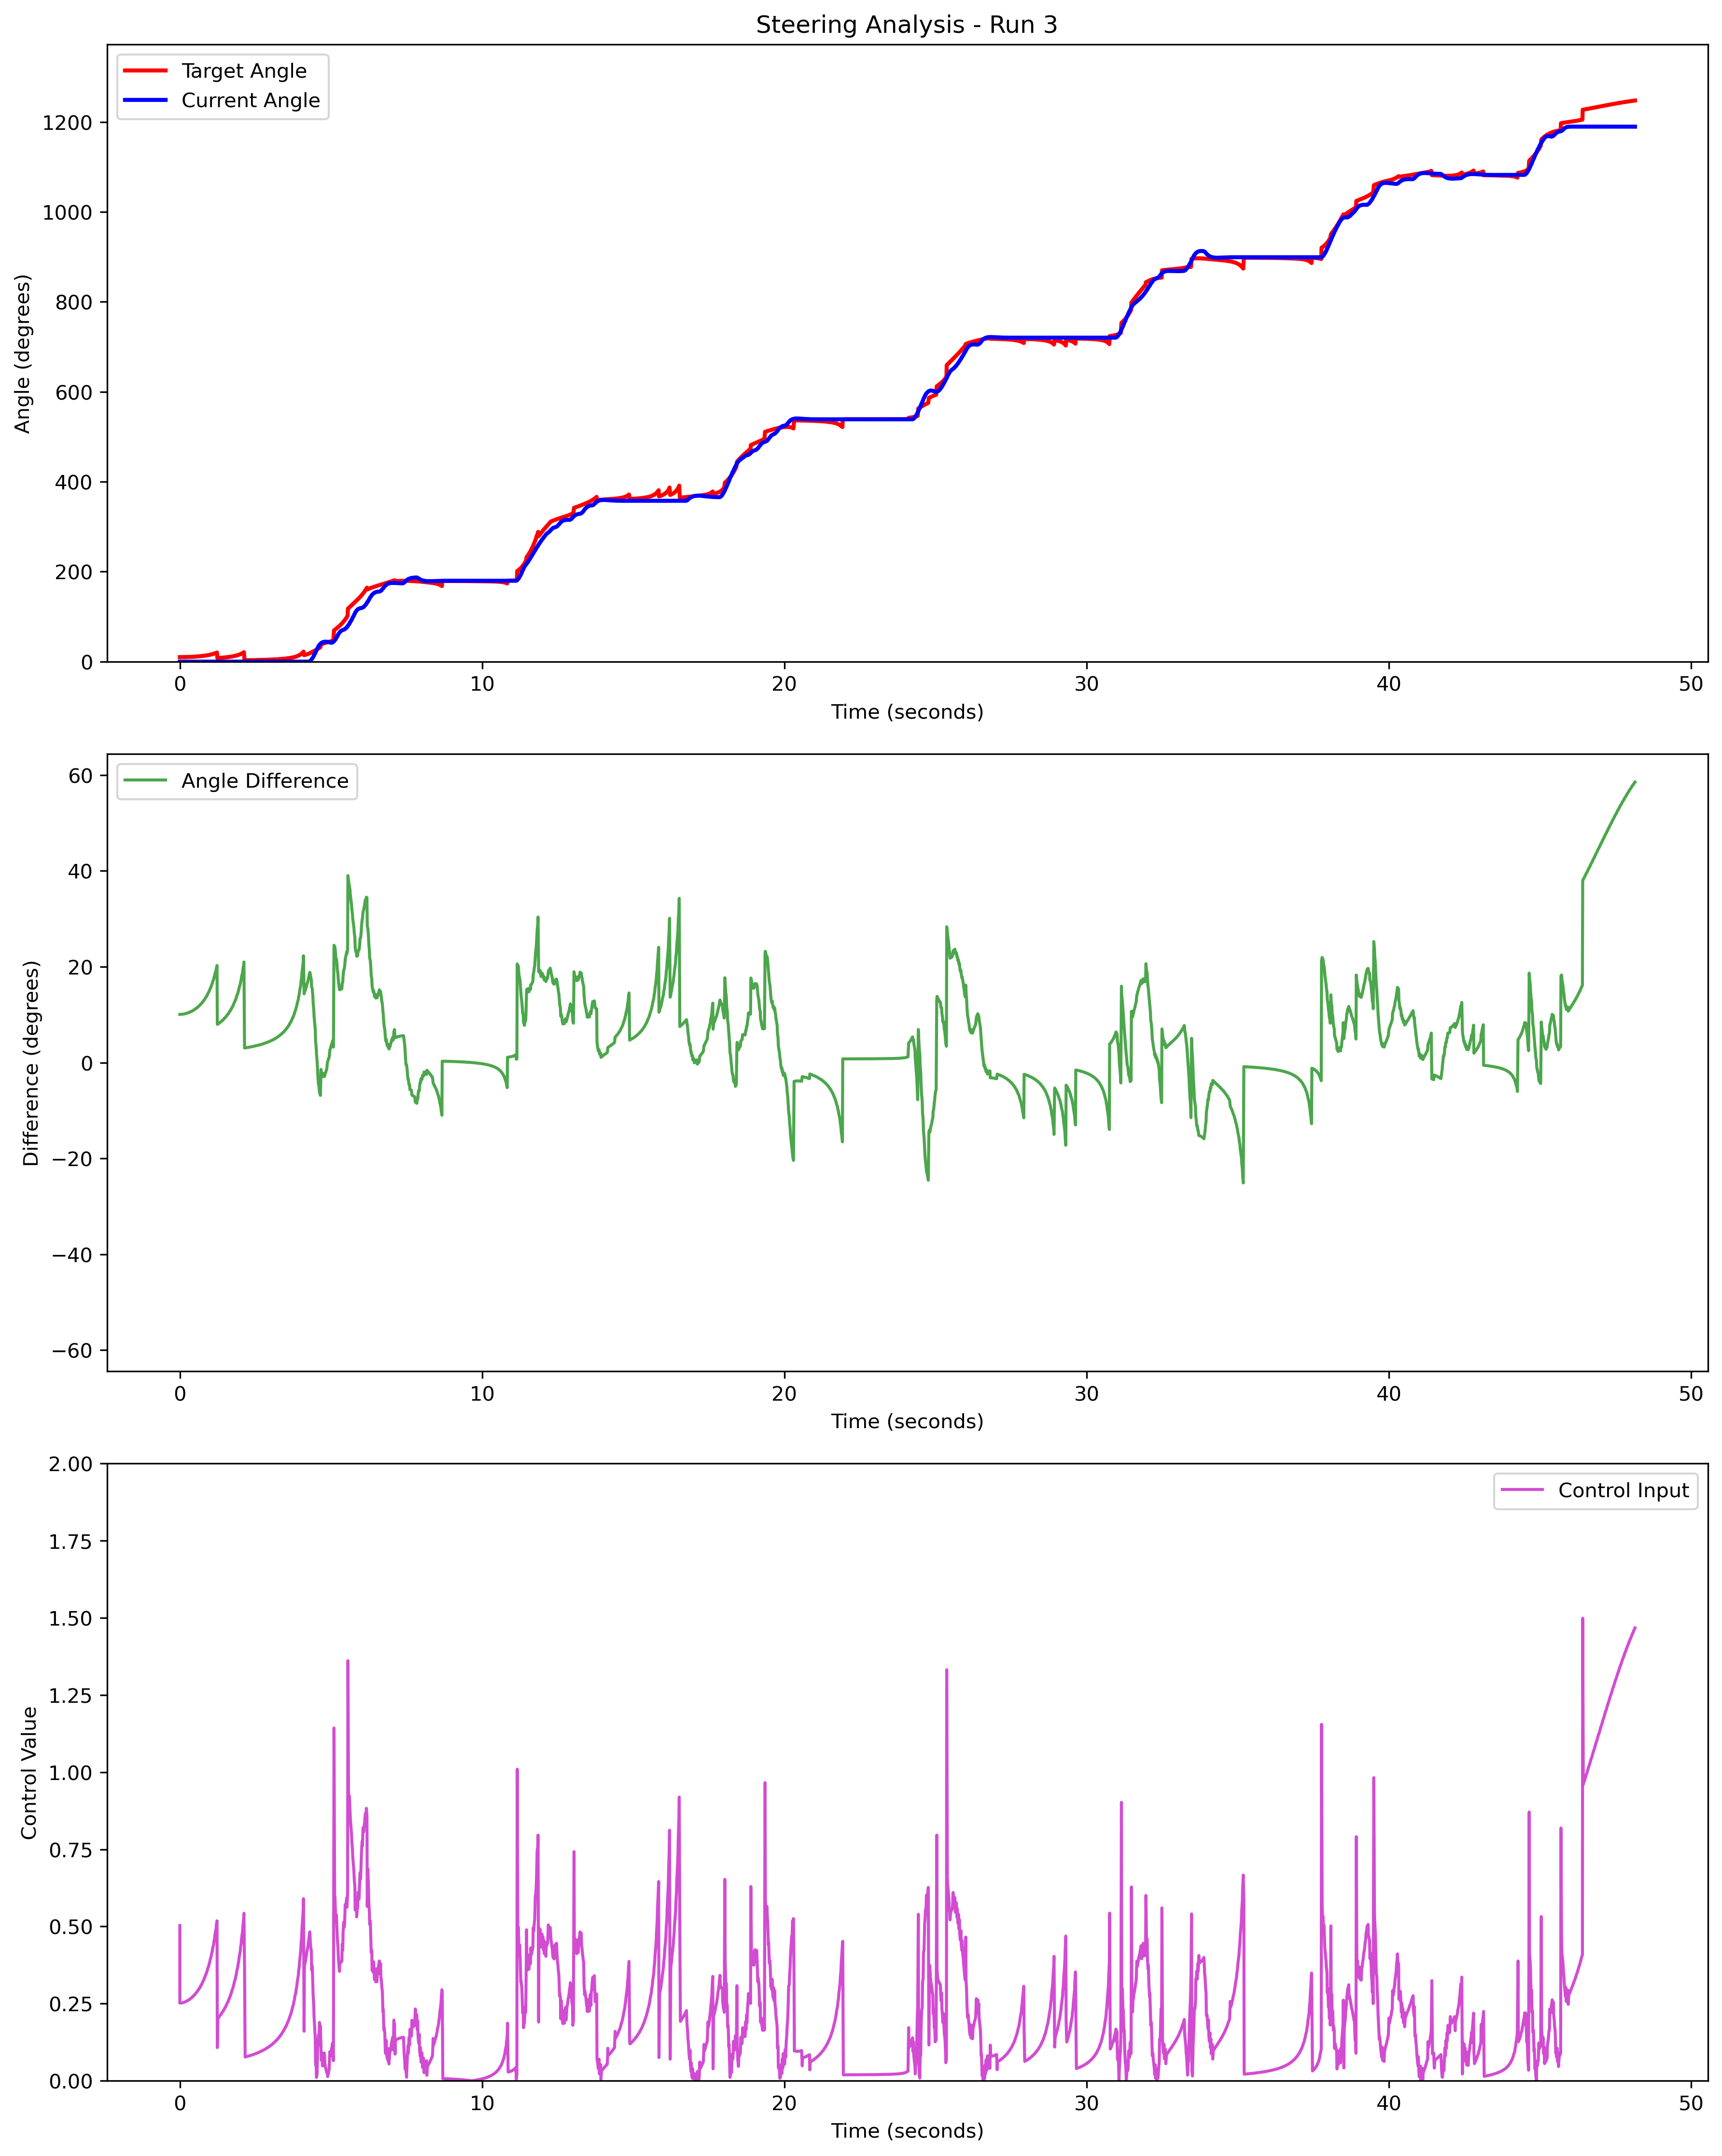 Steering Analysis - Run 3
Target Angle
Current Angle
Angle (degrees)
1200
1000
800
600
400
200
0
0 10 20 30 40 50
Time (seconds)
Angle Difference
Difference (degrees)
60
40
20
0
−20
−40
−60
0 10 20 30 40 50
Time (seconds)
Control Input
Control Value
2.00
1.75
1.50
1.25
1.00
0.75
0.50
0.25
0.00
0 10 20 30 40 50
Time (seconds)